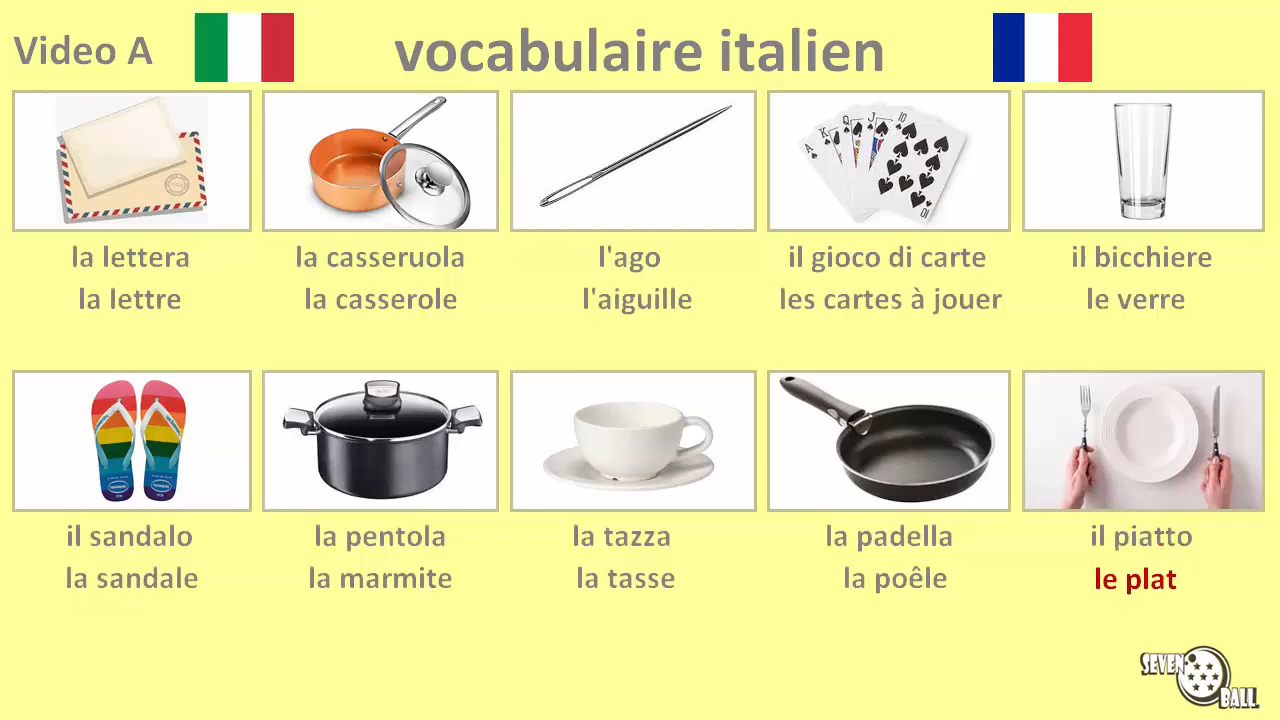 Video A
vocabulaire italien
la lettera
la lettre
la casseruola
la casserole
l'ago
l'aiguille
A K Q J 10
10
il gioco di carte
les cartes à jouer
il bicchiere
le verre
il sandalo
la sandale
la pentola
la marmite
la tazza
la tasse
la padella
la poêle
il piatto
le plat
SEVEN
BALL